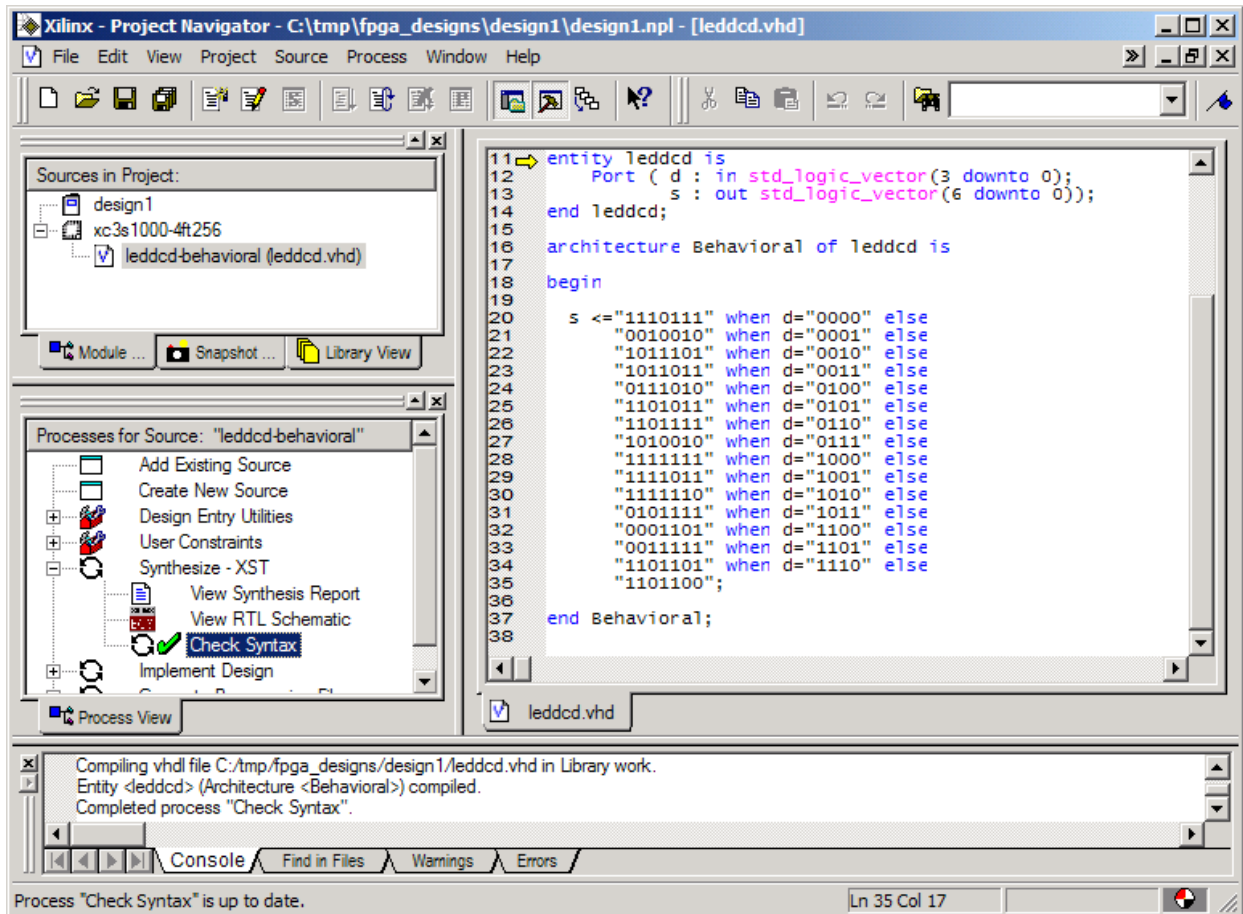 Xilinx - Project Navigator - C:\tmp\fpga_designs\design1\design1.npl - [leddcd.vhd]
File Edit View Project Source Process Window Help
Sources in Project:
design1
xc3s1000-4ft256
leddcd-behavioral (leddcd.vhd)
Module ... Snapshot ... Library View
Processes for Source: "leddcd-behavioral"
Add Existing Source
Create New Source
Design Entry Utilities
User Constraints
Synthesize - XST
View Synthesis Report
View RTL Schematic
Check Syntax
Implement Design
Process View
11 entity leddcd is
12 Port ( d : in std_logic_vector(3 downto 0);
13 s : out std_logic_vector(6 downto 0));
14 end leddcd;
15
16 architecture Behavioral of leddcd is
17
18 begin
19
20 s <="1110111" when d="0000" else
21 "0010010" when d="0001" else
22 "1011101" when d="0010" else
23 "1011011" when d="0011" else
24 "0111010" when d="0100" else
25 "1101011" when d="0101" else
26 "1101111" when d="0110" else
27 "1010010" when d="0111" else
28 "1111111" when d="1000" else
29 "1111011" when d="1001" else
30 "1111110" when d="1010" else
31 "0101111" when d="1011" else
32 "0001101" when d="1100" else
33 "0011111" when d="1101" else
34 "1101101" when d="1110" else
35 "1101100";
36
37 end Behavioral;
38
leddcd.vhd
Compiling vhdl file C:/tmp/fpga_designs/design1/leddcd.vhd in Library work.
Entity <leddcd> (Architecture <Behavioral>) compiled.
Completed process "Check Syntax".
Console Find in Files Warnings Errors
Process "Check Syntax" is up to date. Ln 35 Col 17